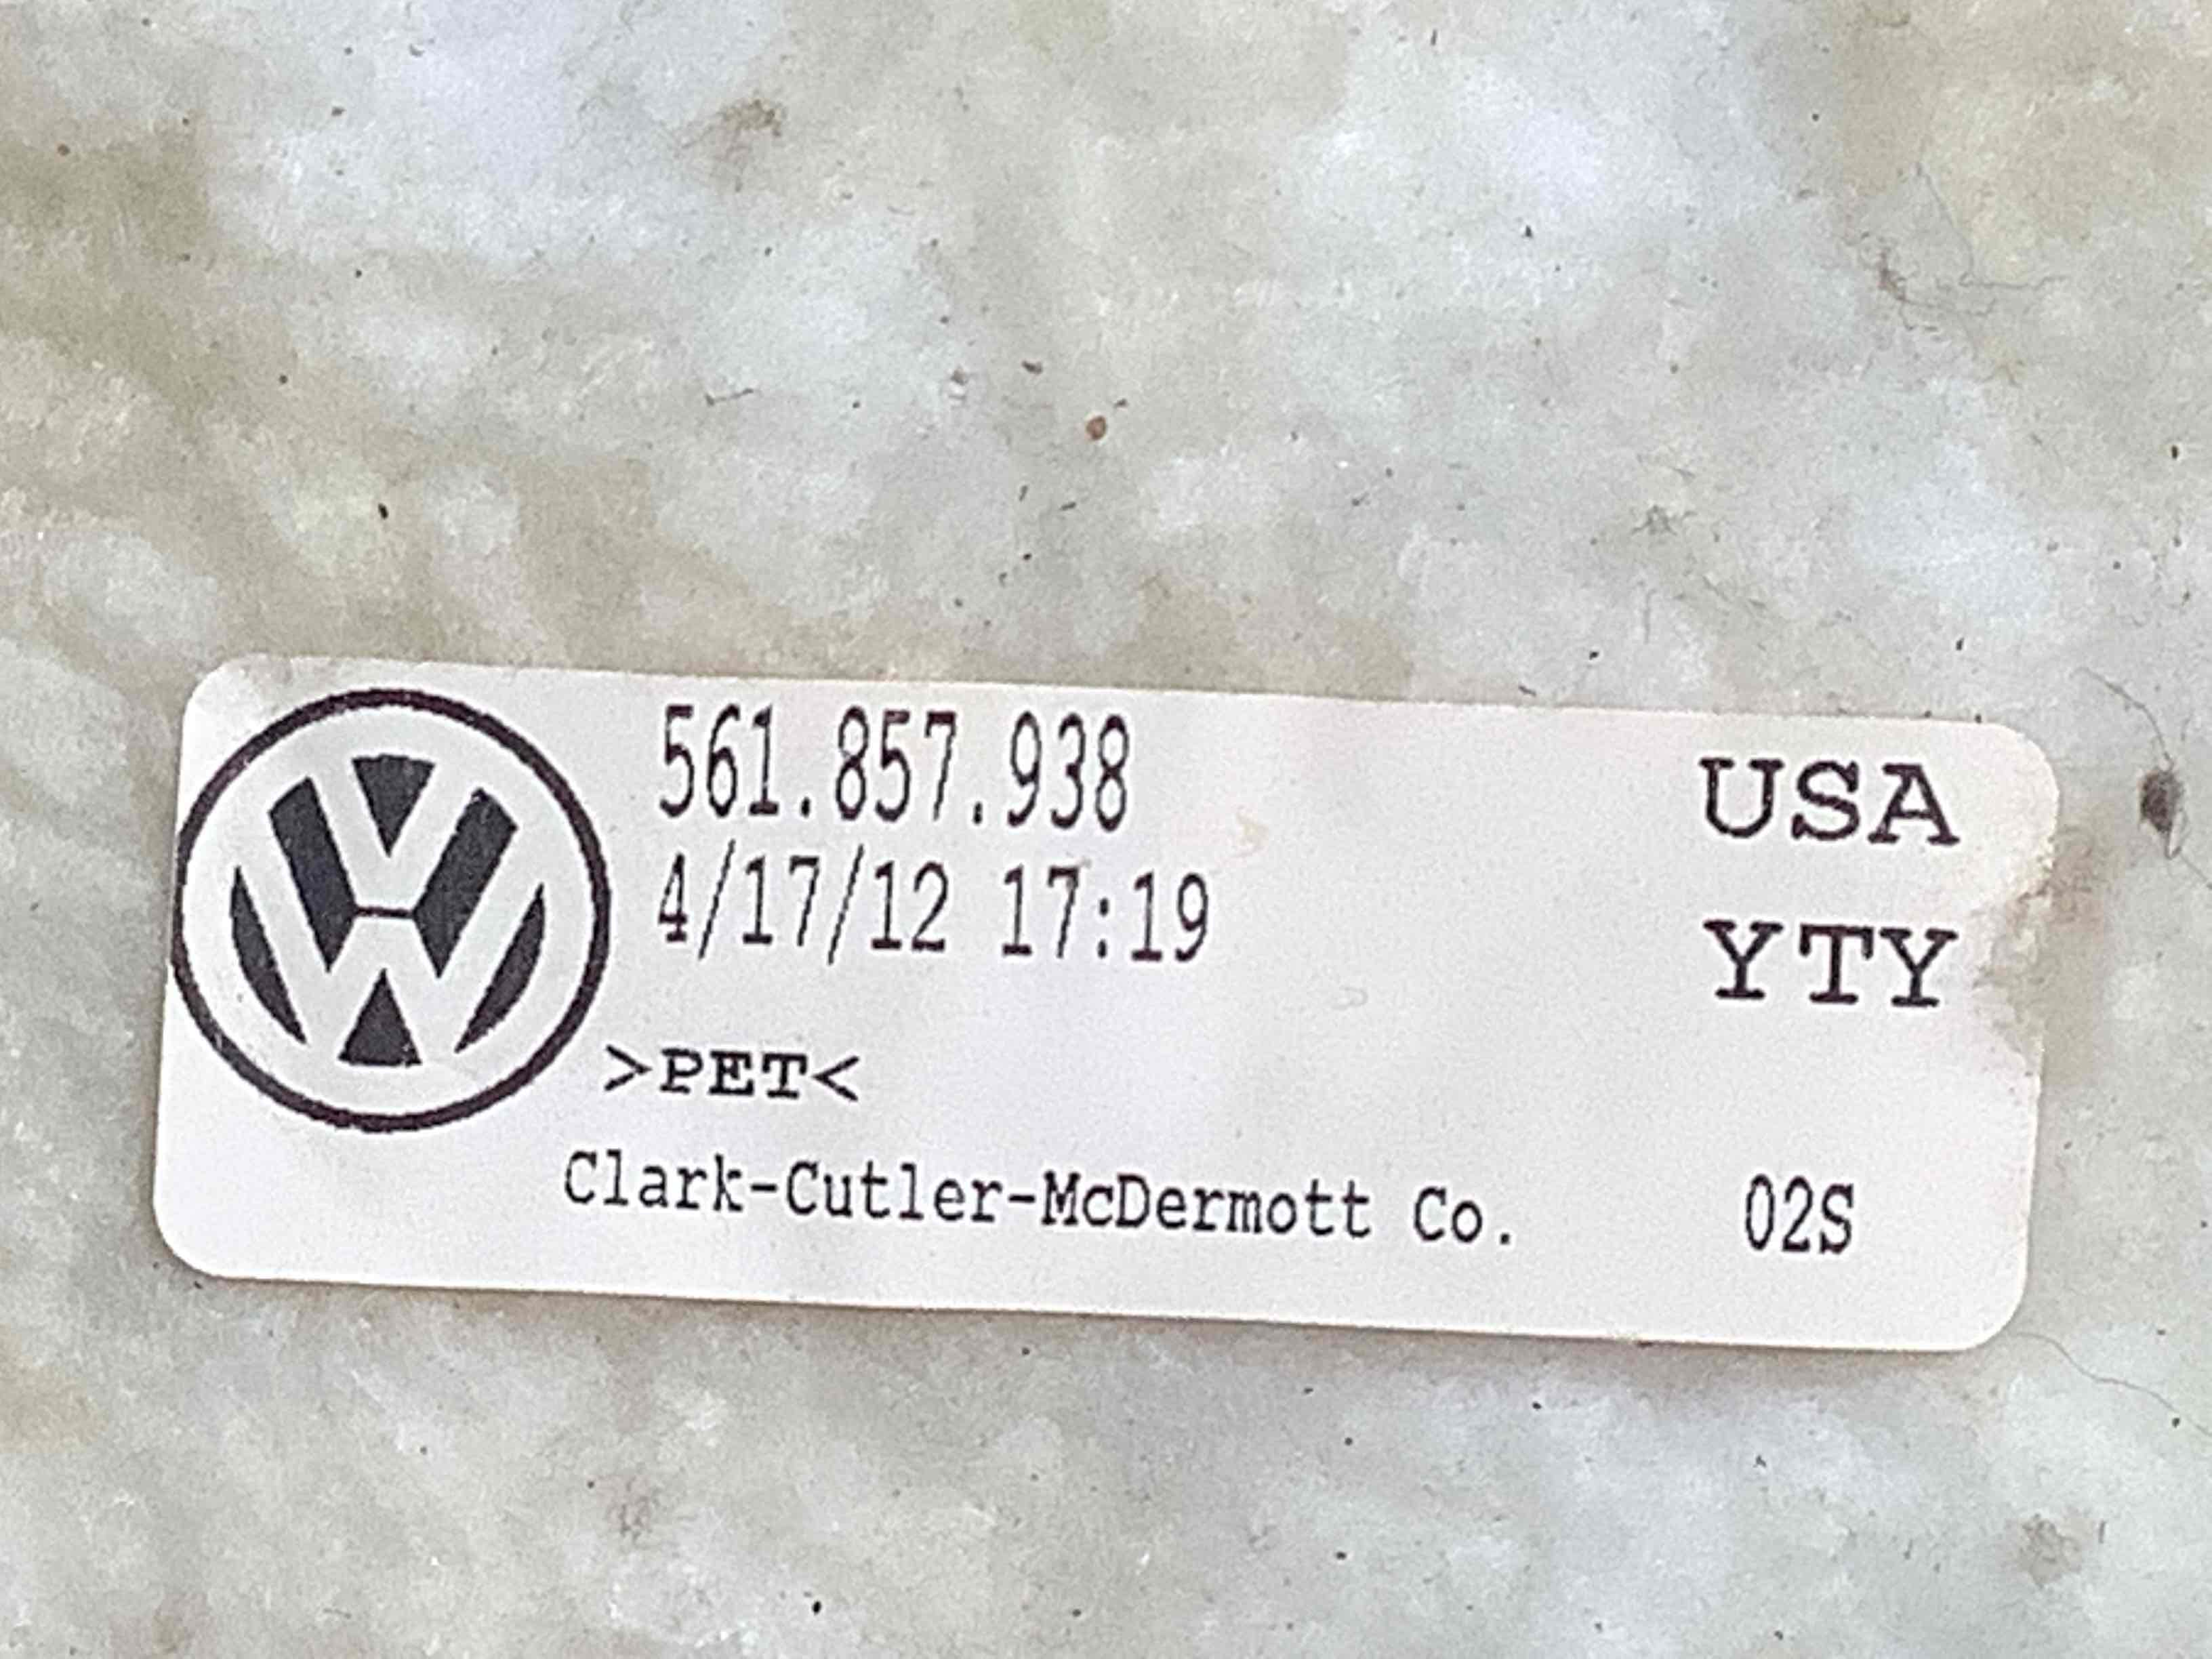 561.857.938 USA
4/17/12 17:19 YTY
>PET<
Clark-Cutler-McDermott Co. 02S